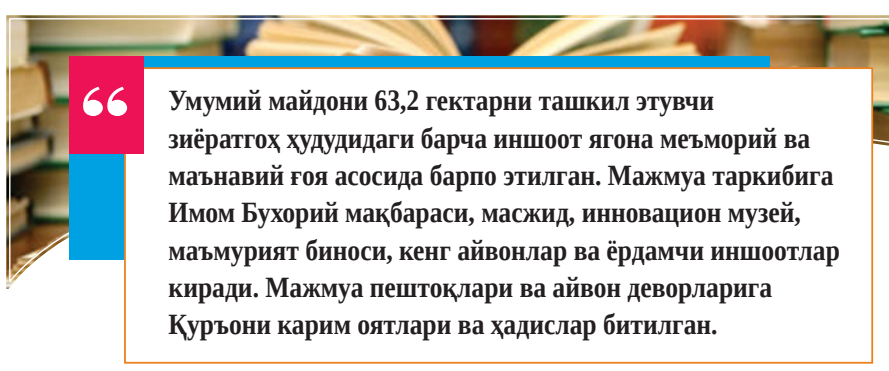 “
Умумий майдони 63,2 гектарни ташкил этувчи
зиёратгоҳ ҳудудидаги барча иншоот ягона меъморий ва
маънавий ғоя асосида барпо этилган. Мажмуа таркибига
Имом Бухорий мақбараси, масжид, инновацион музей,
маъмурият биноси, кенг айвонлар ва ёрдамчи иншоотлар
киради. Мажмуа пештоқлари ва айвон деворларига
Қуръони карим оятлари ва ҳадислар битилган.